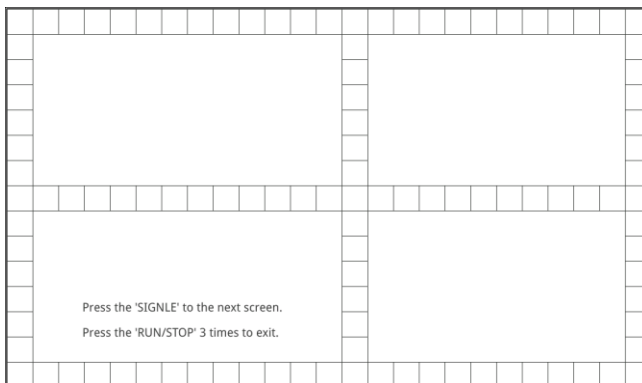 Press the 'SIGNLE' to the next screen.
Press the 'RUN/STOP' 3 times to exit.